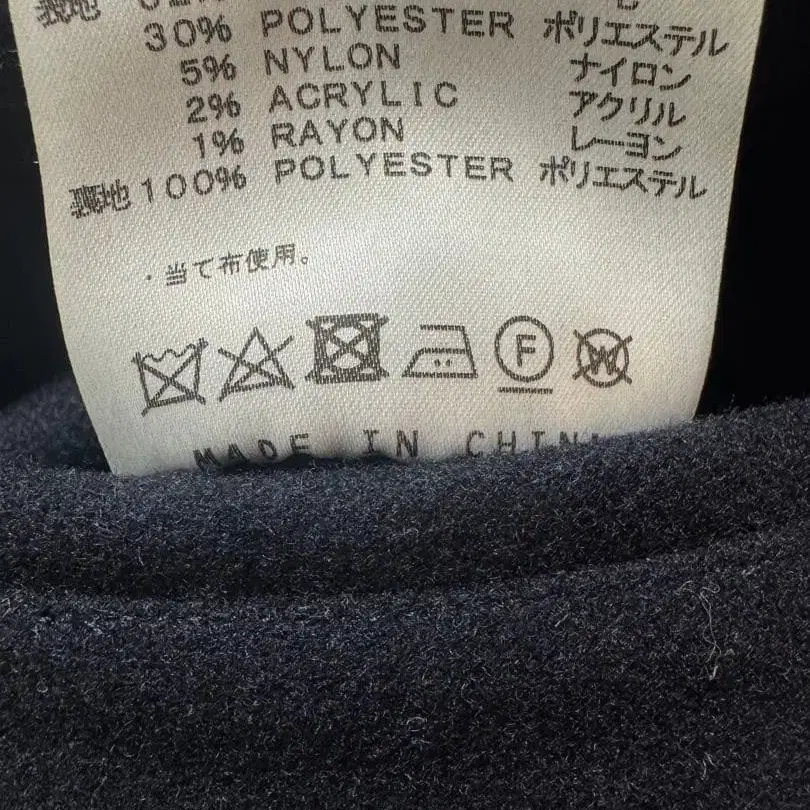 表地
30% POLYESTER ポリエステル
5% NYLON ナイロン
2% ACRYLIC アクリル
1% RAYON レーヨン
裏地 100% POLYESTER ポリエステル
・当て布使用。
F W
MADE IN CHINA